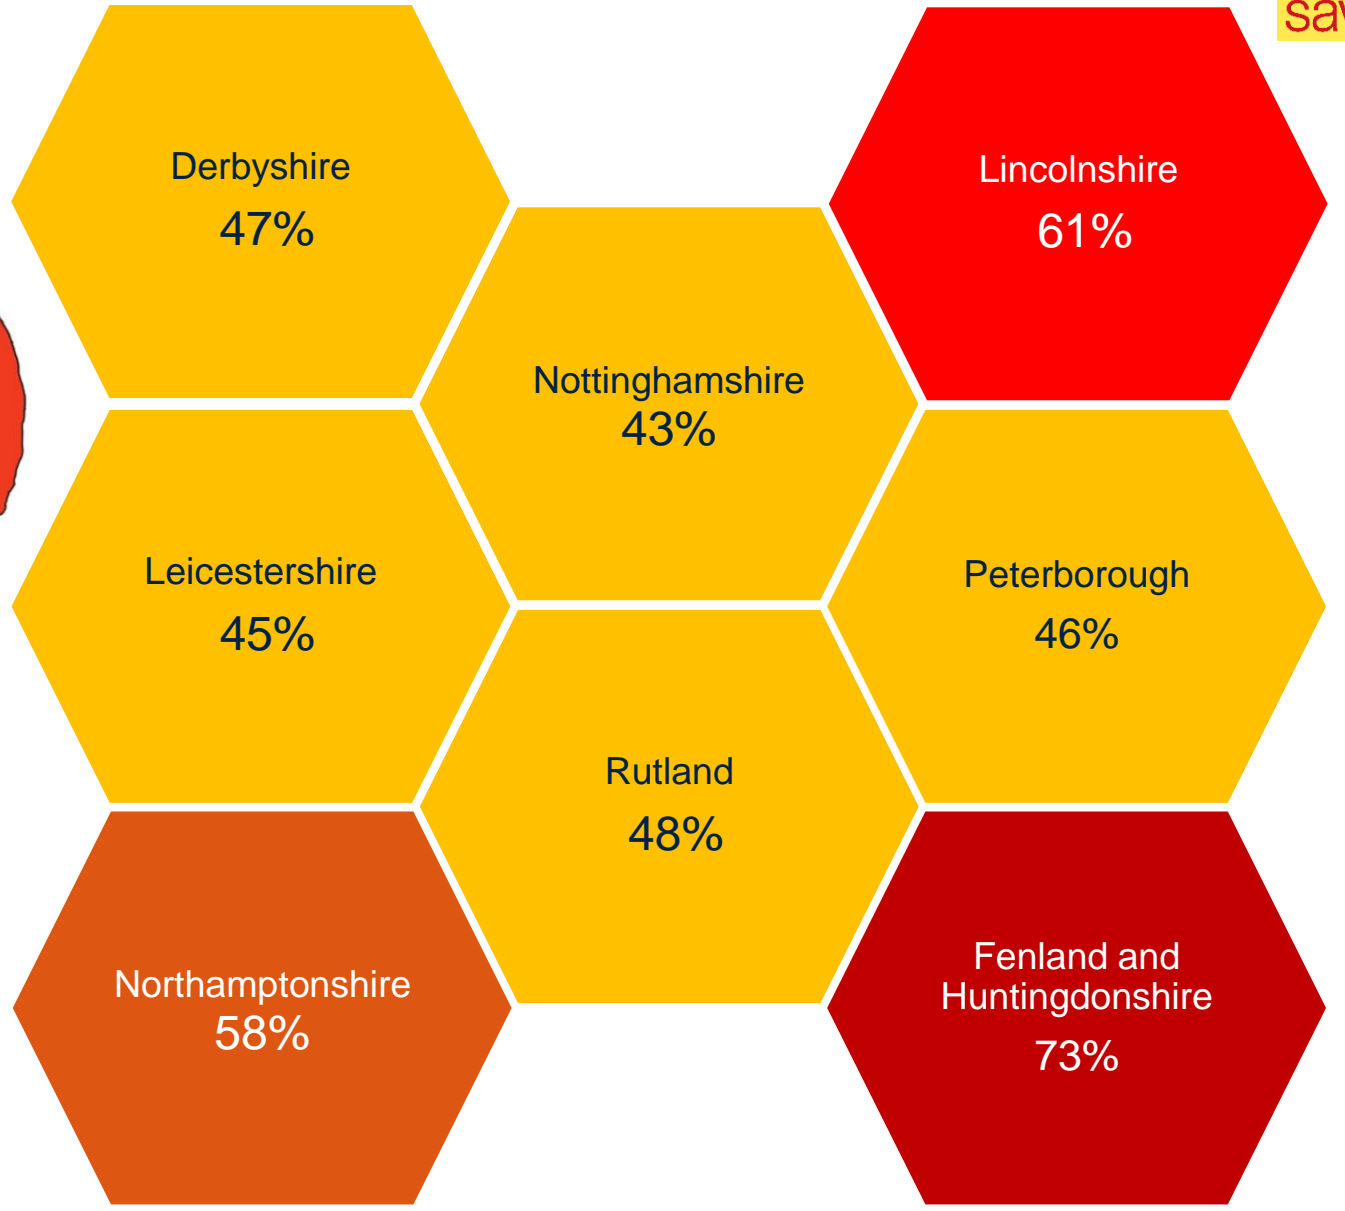 Derbyshire
47%
Lincolnshire
61%
Nottinghamshire
43%
Leicestershire
45%
Peterborough
46%
Rutland
48%
Northamptonshire
58%
Fenland and
Huntingdonshire
73%